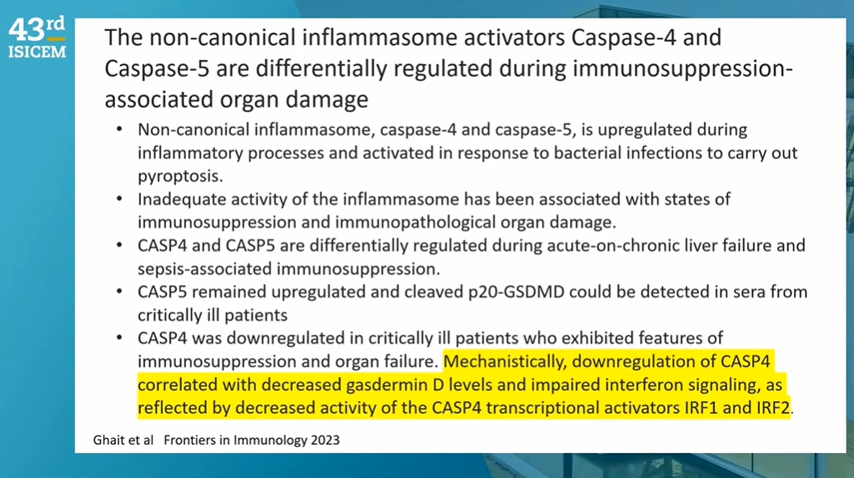 43rd
ISICEM
The non-canonical inflammasome activators Caspase-4 and
Caspase-5 are differentially regulated during immunosuppression-
associated organ damage
• Non-canonical inflammasome, caspase-4 and caspase-5, is upregulated during
inflammatory processes and activated in response to bacterial infections to carry out
pyroptosis.
• Inadequate activity of the inflammasome has been associated with states of
immunosuppression and immunopathological organ damage.
• CASP4 and CASP5 are differentially regulated during acute-on-chronic liver failure and
sepsis-associated immunosuppression.
• CASP5 remained upregulated and cleaved p20-GSDMD could be detected in sera from
critically ill patients
• CASP4 was downregulated in critically ill patients who exhibited features of
immunosuppression and organ failure. Mechanistically, downregulation of CASP4
correlated with decreased gasdermin D levels and impaired interferon signaling, as
reflected by decreased activity of the CASP4 transcriptional activators IRF1 and IRF2.
Ghait et al Frontiers in Immunology 2023